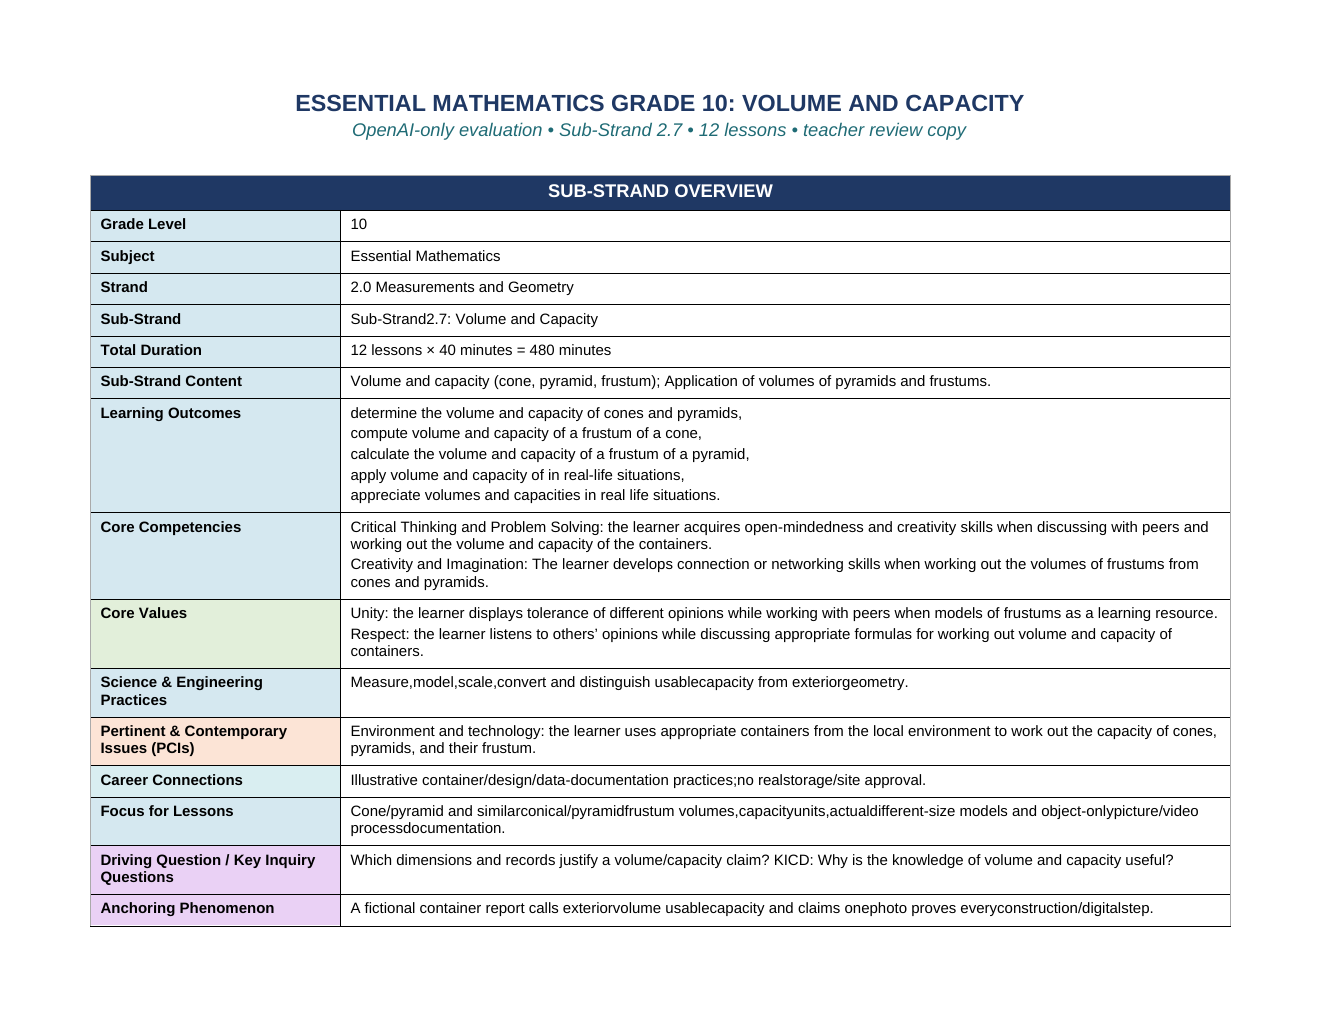 ESSENTIAL MATHEMATICS GRADE 10: VOLUME AND CAPACITY
OpenAI-only evaluation • Sub-Strand 2.7 • 12 lessons • teacher review copy
SUB-STRAND OVERVIEW
Grade Level
10
Subject
Essential Mathematics
Strand
2.0 Measurements and Geometry
Sub-Strand
Sub-Strand2.7: Volume and Capacity
Total Duration
12 lessons × 40 minutes = 480 minutes
Sub-Strand Content
Volume and capacity (cone, pyramid, frustum); Application of volumes of pyramids and frustums.
Learning Outcomes
determine the volume and capacity of cones and pyramids,
compute volume and capacity of a frustum of a cone,
calculate the volume and capacity of a frustum of a pyramid,
apply volume and capacity of in real-life situations,
appreciate volumes and capacities in real life situations.
Core Competencies
Critical Thinking and Problem Solving: the learner acquires open-mindedness and creativity skills when discussing with peers and
working out the volume and capacity of the containers.
Creativity and Imagination: The learner develops connection or networking skills when working out the volumes of frustums from
cones and pyramids.
Core Values
Unity: the learner displays tolerance of different opinions while working with peers when models of frustums as a learning resource.
Respect: the learner listens to others’ opinions while discussing appropriate formulas for working out volume and capacity of
containers.
Science & Engineering
Practices
Measure,model,scale,convert and distinguish usablecapacity from exteriorgeometry.
Pertinent & Contemporary
Issues (PCIs)
Environment and technology: the learner uses appropriate containers from the local environment to work out the capacity of cones,
pyramids, and their frustum.
Career Connections
Illustrative container/design/data-documentation practices;no realstorage/site approval.
Focus for Lessons
Cone/pyramid and similarconical/pyramidfrustum volumes,capacityunits,actualdifferent-size models and object-onlypicture/video
processdocumentation.
Driving Question / Key Inquiry
Questions
Which dimensions and records justify a volume/capacity claim? KICD: Why is the knowledge of volume and capacity useful?
Anchoring Phenomenon
A fictional container report calls exteriorvolume usablecapacity and claims onephoto proves everyconstruction/digitalstep.